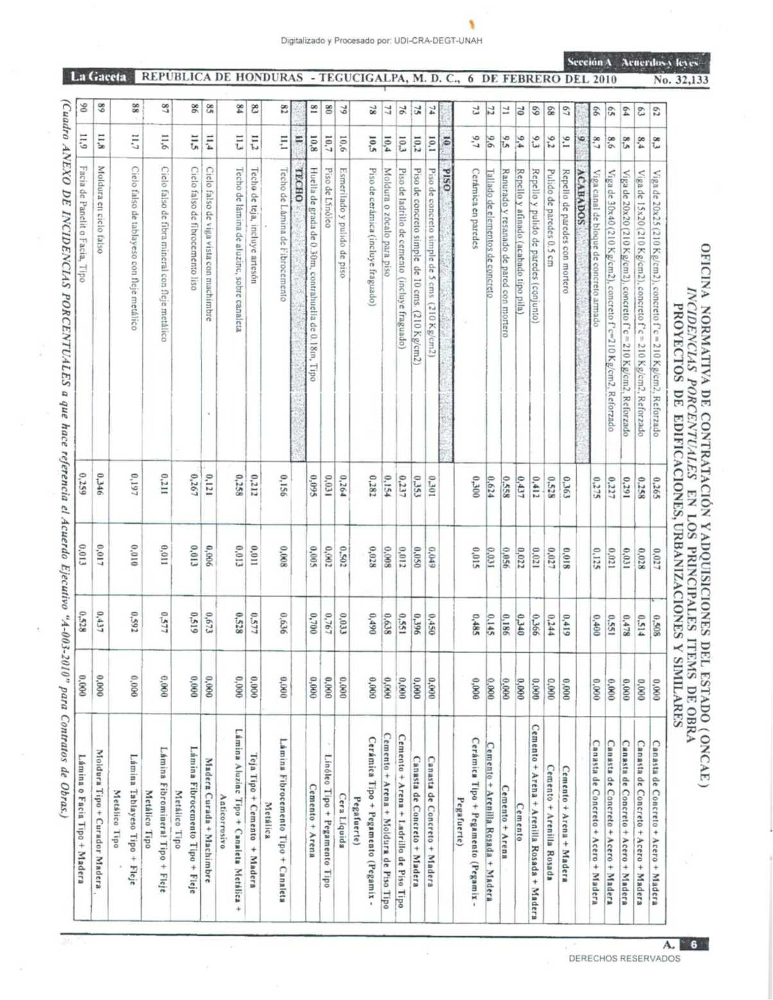 Digitalizado y Procesado por: UDI-CRA-DEGT-UNAH
Sección A Acuerdos y leyes
La Gaceta REPÚBLICA DE HONDURAS - TEGUCIGALPA, M. D. C., 6 DE FEBRERO DEL 2010 No. 32,133
OFICINA NORMATIVA DE CONTRATACIÓN Y ADQUISICIONES DEL ESTADO (ONCAE)
INCIDENCIAS PORCENTUALES EN LOS PRINCIPALES ITEMS DE OBRA
PROYECTOS DE EDIFICACIONES, URBANIZACIONES Y SIMILARES
62 8,3 Viga de 20x25 (210 Kg/cm2), concreto f'c = 210 Kg/cm2, Reforzado 0,265 0,027 0,508 0,000 Canasta de Concreto + Acero + Madera
63 8,4 Viga de 15x20 (210 Kg/cm2), concreto f'c = 210 Kg/cm2, Reforzado 0,258 0,028 0,514 0,000 Canasta de Concreto + Acero + Madera
64 8,5 Viga de 20x20 (210 Kg/cm2), concreto f'c = 210 Kg/cm2, Reforzado 0,291 0,031 0,478 0,000 Canasta de Concreto + Acero + Madera
65 8,6 Viga de 30x40 (210 Kg/cm2), concreto f'c=210 Kg/cm2, Reforzado 0,227 0,021 0,551 0,000 Canasta de Concreto + Acero + Madera
66 8,7 Viga canal de bloque de concreto armado 0,275 0,125 0,400 0,000 Canasta de Concreto + Acero + Madera
9 ACABADOS
67 9,1 Repello de paredes con mortero 0,363 0,018 0,419 0,000 Cemento + Arena + Madera
68 9,2 Pulido de paredes 0.5 cm 0,528 0,027 0,244 0,000 Cemento + Arenilla Rosada
69 9,3 Repello y pulido de paredes (conjunto) 0,412 0,021 0,366 0,000 Cemento + Arena + Arenilla Rosada + Madera
70 9,4 Repello y afinado (acabado tipo pila) 0,437 0,022 0,340 0,000 Cemento
71 9,5 Ranurado y resanado de pared con mortero 0,558 0,056 0,186 0,000 Cemento + Arena
72 9,6 Tallado de elementos de concreto 0,624 0,031 0,145 0,000 Cemento + Arenilla Rosada + Madera
73 9,7 Cerámica en paredes 0,300 0,015 0,485 0,000 Cerámica Tipo + Pegamento (Pegamix -
Pegafuerte)
10 PISO
74 10,1 Piso de concreto simple de 5 cms (210 Kg/cm2) 0,301 0,049 0,450 0,000 Canasta de Concreto + Madera
75 10,2 Piso de concreto simple de 10 cms. (210 Kg/cm2) 0,353 0,050 0,396 0,000 Canasta de Concreto + Madera
76 10,3 Piso de ladrillo de cemento (incluye fraguado) 0,237 0,012 0,551 0,000 Cemento + Arena + Ladrillo de Piso Tipo
77 10,4 Moldura o zócalo para piso 0,154 0,008 0,638 0,000 Cemento + Arena + Moldura de Piso Tipo
78 10,5 Piso de cerámica (incluye fraguado) 0,282 0,028 0,490 0,000 Cerámica Tipo + Pegamento (Pegamix -
Pegafuerte)
79 10,6 Esmerilado y pulido de piso 0,264 0,502 0,033 0,000 Cera Líquida
80 10,7 Piso de Linóleo 0,031 0,002 0,767 0,000 Linóleo Tipo + Pegamento Tipo
81 10,8 Huella de grada de 0.30m, contrahuella de 0.18m, Tipo 0,095 0,005 0,700 0,000 Cemento + Arena
11 TECHO
82 11,1 Techo de Lámina de Fibrocemento 0,156 0,008 0,636 0,000 Lámina Fibrocemento Tipo + Canaleta
Metálica
83 11,2 Techo de teja, incluye artesón 0,212 0,011 0,577 0,000 Teja Tipo + Cemento + Madera
84 11,3 Techo de lámina de aluzinc, sobre canaleta 0,258 0,013 0,528 0,000 Lámina Aluzinc Tipo + Canaleta Metálica +
Anticorrosivo
85 11,4 Cielo falso de viga vista con machimbre 0,121 0,006 0,673 0,000 Madera Curada + Machimbre
86 11,5 Cielo falso de fibrocemento liso 0,267 0,013 0,519 0,000 Lámina Fibrocemento Tipo + Fleje
Metálico Tipo
87 11,6 Cielo falso de fibra mineral con fleje metálico 0,211 0,011 0,577 0,000 Lámina Fibromineral Tipo + Fleje
Metálico Tipo
88 11,7 Cielo falso de tablayeso con fleje metálico 0,197 0,010 0,592 0,000 Lámina Tablayeso Tipo + Fleje
Metálico Tipo
89 11,8 Moldura en cielo falso 0,346 0,017 0,437 0,000 Moldura Tipo + Curador Madera
90 11,9 Facia de Panelit o Facia, Tipo 0,259 0,013 0,528 0,000 Lámina o Facia Tipo + Madera
(Cuadro ANEXO DE INCIDENCIAS PORCENTUALES a que hace referencia el Acuerdo Ejecutivo "A-003-2010" para Contratos de Obras.)
A. 6
DERECHOS RESERVADOS